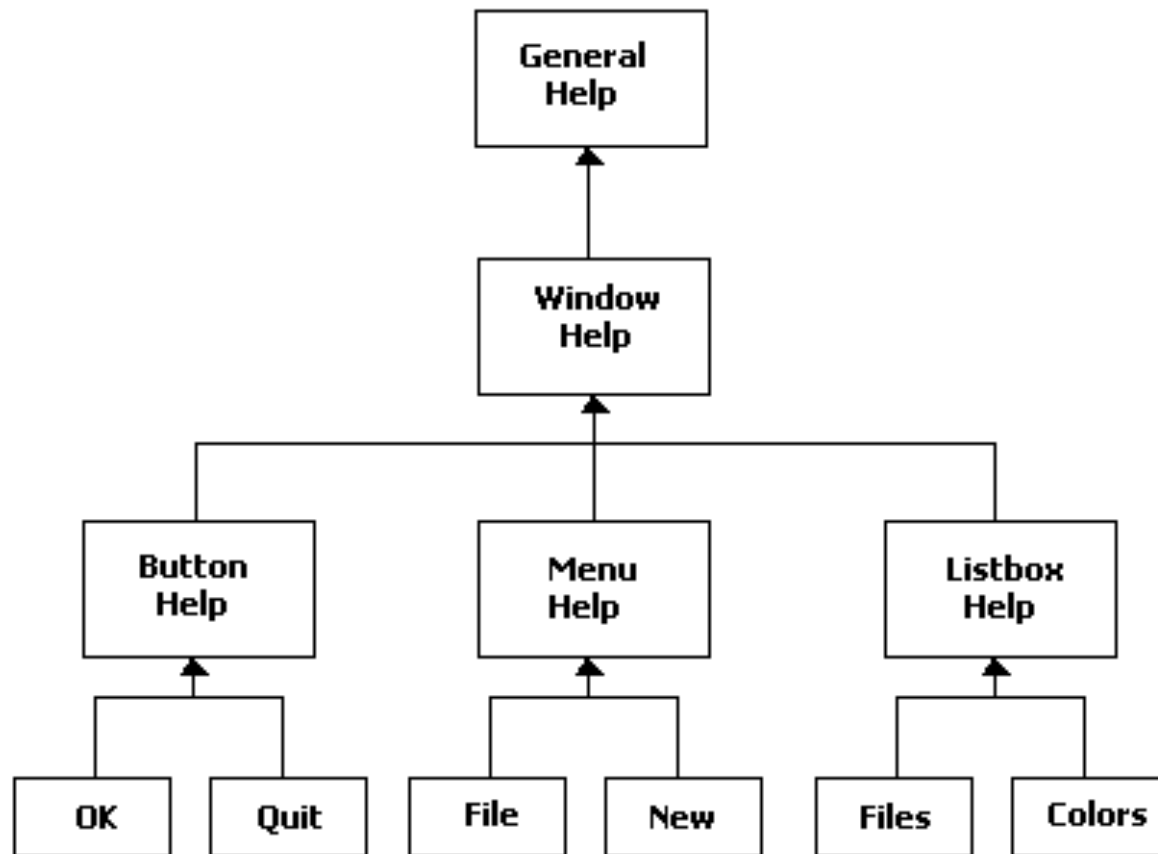 General
Help
Window
Help
Button
Help
Menu
Help
Listbox
Help
OK
Quit
File
New
Files
Colors